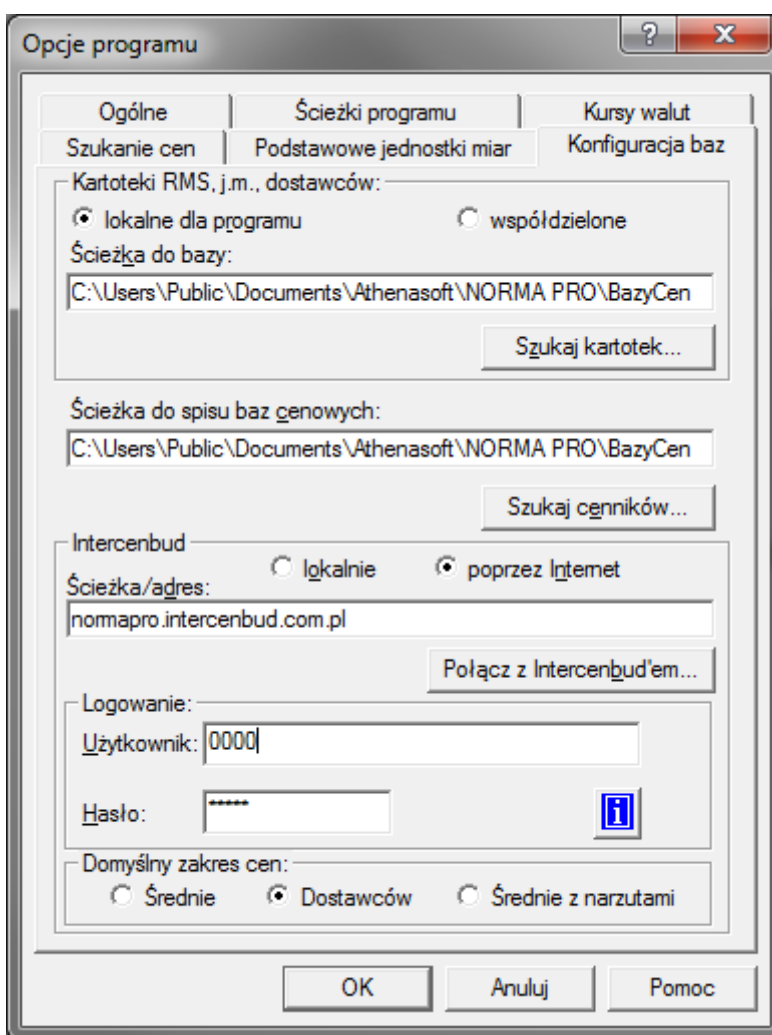 Opcje programu
Ogólne Ścieżki programu Kursy walut
Szukanie cen Podstawowe jednostki miar Konfiguracja baz
Kartoteki RMS, j.m., dostawców:
lokalne dla programu współdzielone
Ścieżka do bazy:
C:\Users\Public\Documents\Athenasoft\NORMA PRO\BazyCen
Szukaj kartotek...
Ścieżka do spisu baz cenowych:
C:\Users\Public\Documents\Athenasoft\NORMA PRO\BazyCen
Szukaj cenników...
Intercenbud
lokalnie poprzez Internet
Ścieżka/adres:
normapro.intercenbud.com.pl
Połącz z Intercenbud'em...
Logowanie:
Użytkownik: 0000
Hasło: *****
Domyślny zakres cen:
Średnie Dostawców Średnie z narzutami
OK Anuluj Pomoc